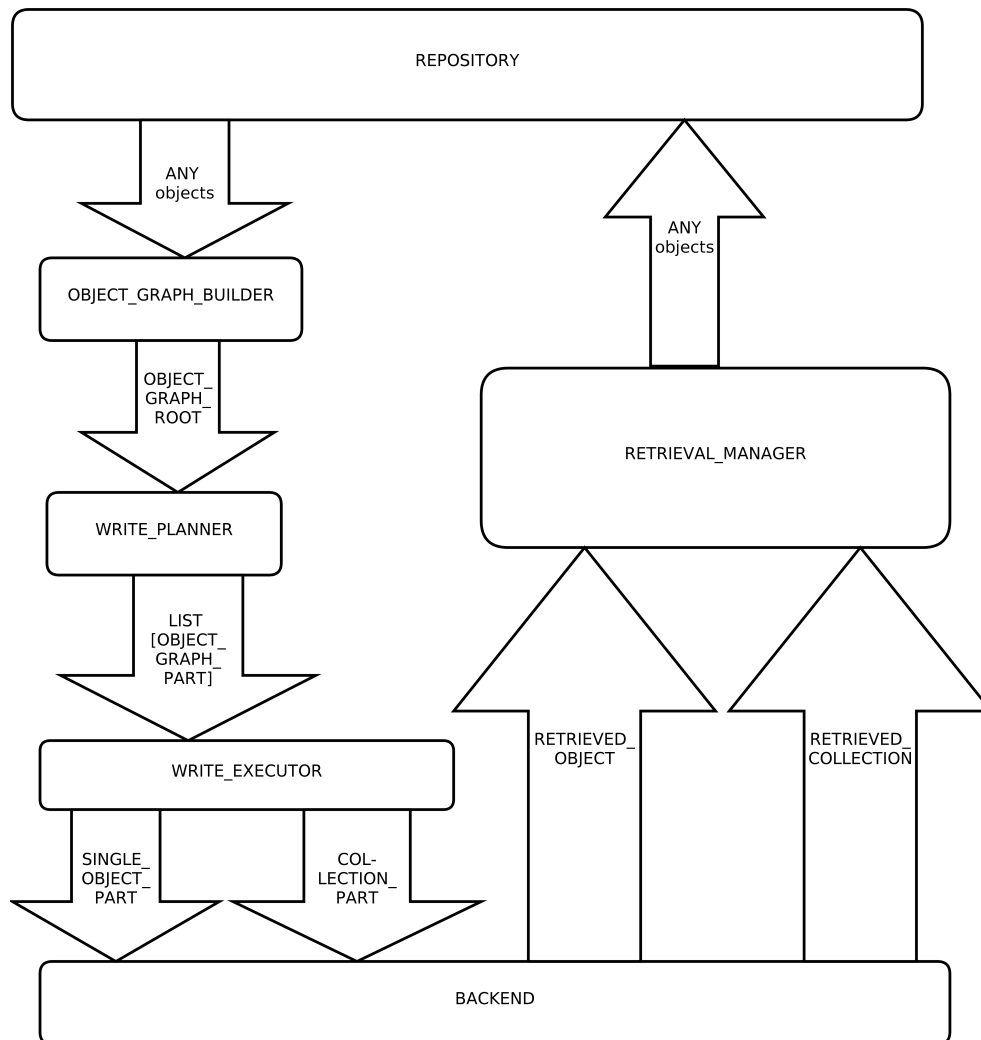 REPOSITORY
ANY
objects
ANY
objects
OBJECT_GRAPH_BUILDER
OBJECT_
GRAPH_
ROOT
RETRIEVAL_MANAGER
WRITE_PLANNER
LIST
[OBJECT_
GRAPH_
PART]
RETRIEVED_
OBJECT
RETRIEVED_
COLLECTION
WRITE_EXECUTOR
SINGLE_
OBJECT_
PART
COL-
LECTION_
PART
BACKEND